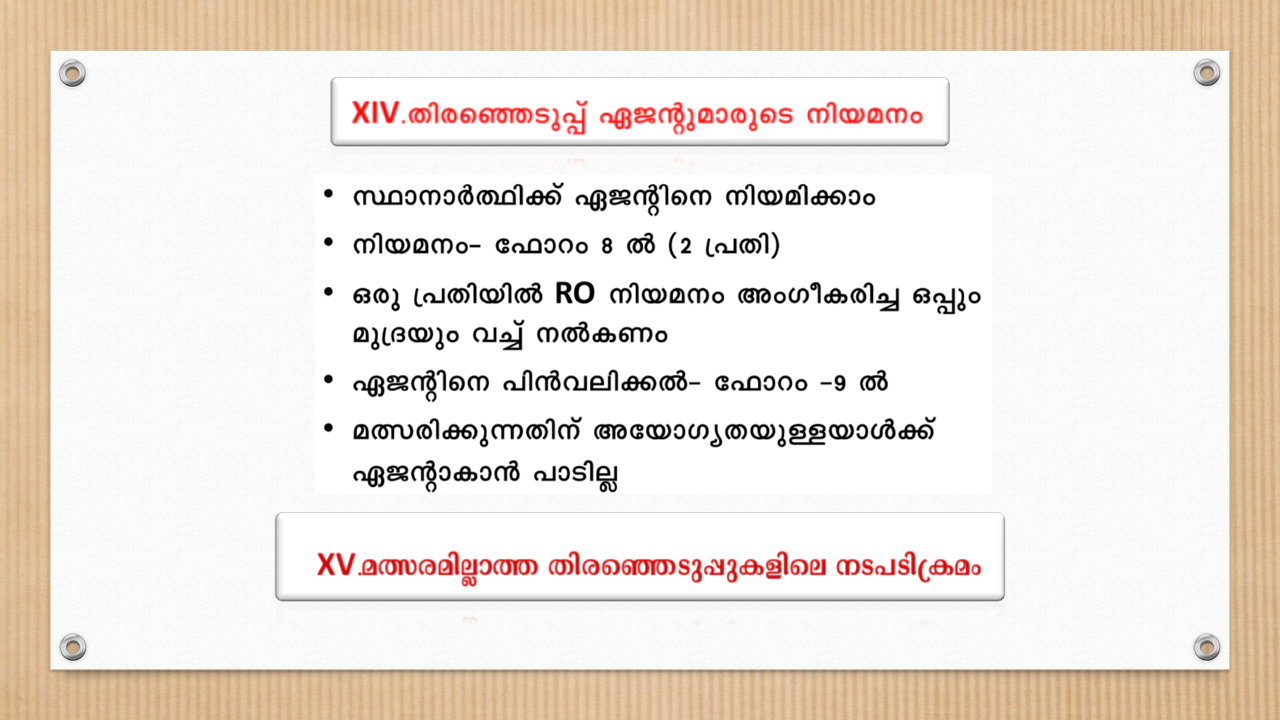 XIV.തിരഞ്ഞെടുപ്പ് ഏജന്റുമാരുടെ നിയമനം
• സ്ഥാനാർത്ഥിക്ക് ഏജന്റിനെ നിയമിക്കാം
• നിയമനം- ഫോറം 8 ൽ (2 പ്രതി)
• ഒരു പ്രതിയിൽ RO നിയമനം അംഗീകരിച്ച ഒപ്പും
മുദ്രയും വച്ച് നൽകണം
• ഏജന്റിനെ പിൻവലിക്കൽ- ഫോറം -9 ൽ
• മത്സരിക്കുന്നതിന് അയോഗ്യതയുള്ളയാൾക്ക്
ഏജന്റാകാൻ പാടില്ല
XV.മത്സരമില്ലാത്ത തിരഞ്ഞെടുപ്പുകളിലെ നടപടിക്രമം